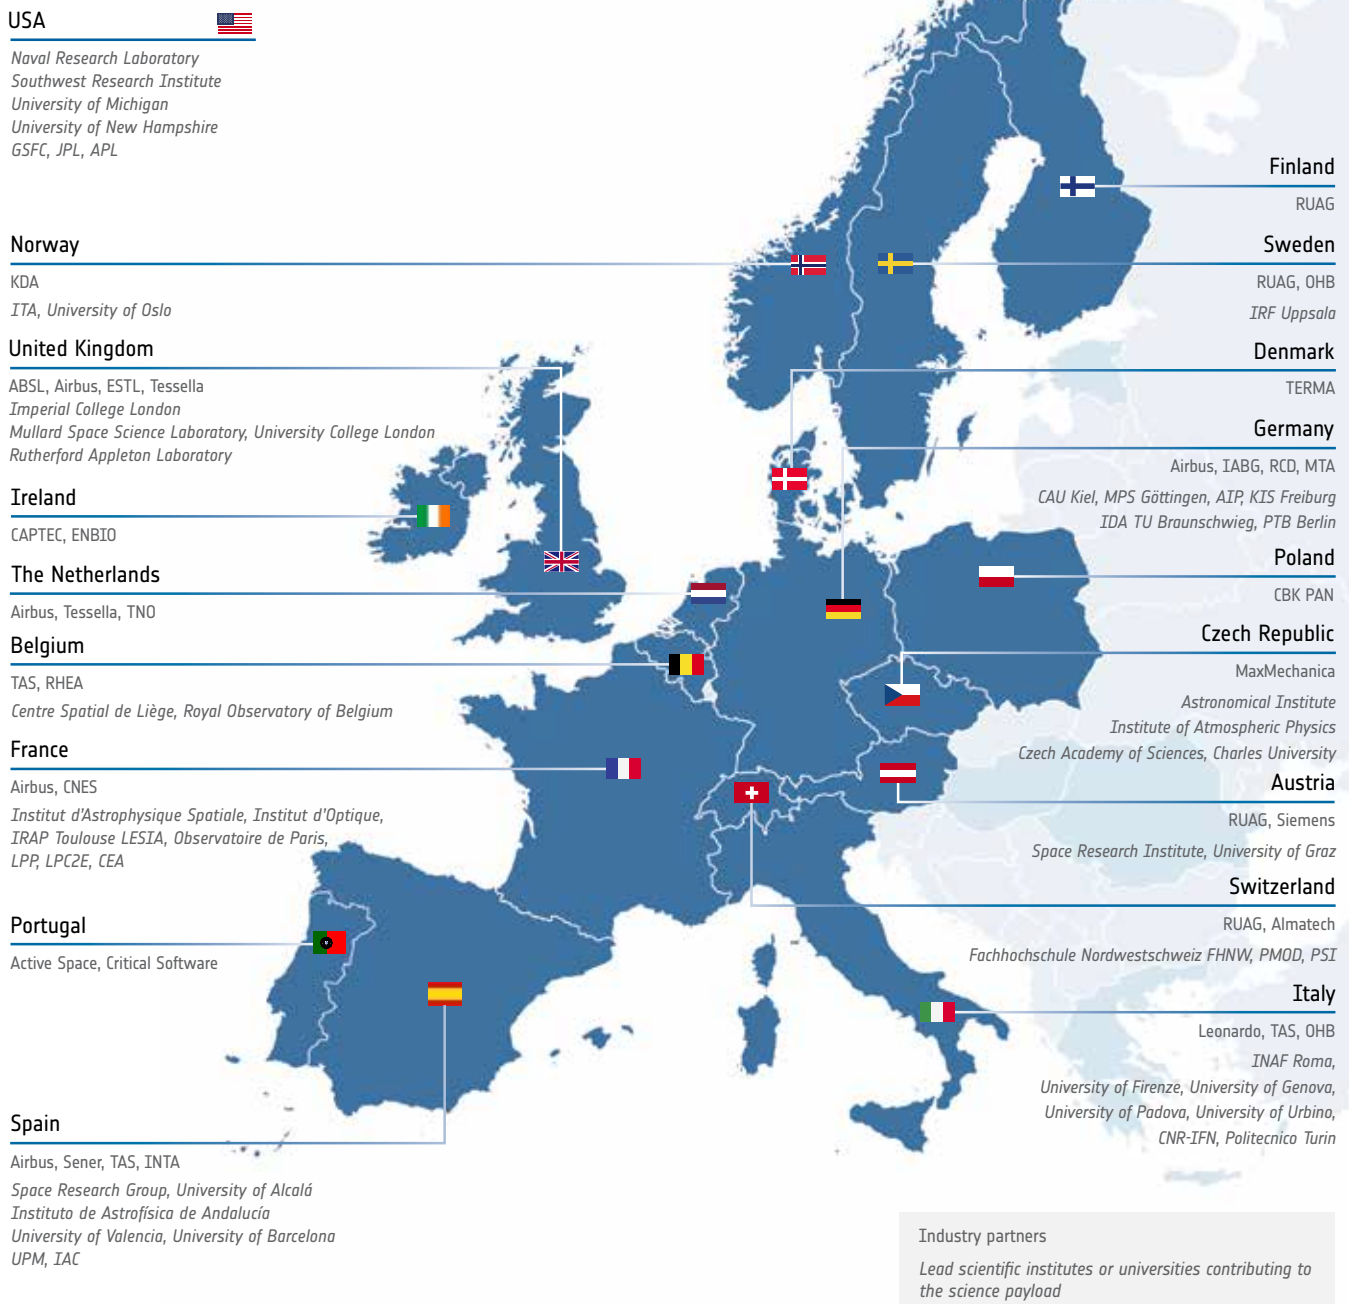 USA
Naval Research Laboratory
Southwest Research Institute
University of Michigan
University of New Hampshire
GSFC, JPL, APL
Norway
KDA
ITA, University of Oslo
United Kingdom
ABSL, Airbus, ESTL, Tessella
Imperial College London
Mullard Space Science Laboratory, University College London
Rutherford Appleton Laboratory
Ireland
CAPTEC, ENBIO
The Netherlands
Airbus, Tessella, TNO
Belgium
TAS, RHEA
Centre Spatial de Liège, Royal Observatory of Belgium
France
Airbus, CNES
Institut d'Astrophysique Spatiale, Institut d'Optique,
IRAP Toulouse LESIA, Observatoire de Paris,
LPP, LPC2E, CEA
Portugal
Active Space, Critical Software
Spain
Airbus, Sener, TAS, INTA
Space Research Group, University of Alcalá
Instituto de Astrofísica de Andalucía
University of Valencia, University of Barcelona
UPM, IAC
Finland
RUAG
Sweden
RUAG, OHB
IRF Uppsala
Denmark
TERMA
Germany
Airbus, IABG, RCD, MTA
CAU Kiel, MPS Göttingen, AIP, KIS Freiburg
IDA TU Braunschwieg, PTB Berlin
Poland
CBK PAN
Czech Republic
MaxMechanica
Astronomical Institute
Institute of Atmospheric Physics
Czech Academy of Sciences, Charles University
Austria
RUAG, Siemens
Space Research Institute, University of Graz
Switzerland
RUAG, Almatech
Fachhochschule Nordwestschweiz FHNW, PMOD, PSI
Italy
Leonardo, TAS, OHB
INAF Roma,
University of Firenze, University of Genova,
University of Padova, University of Urbino,
CNR-IFN, Politecnico Turin
Industry partners
Lead scientific institutes or universities contributing to
the science payload